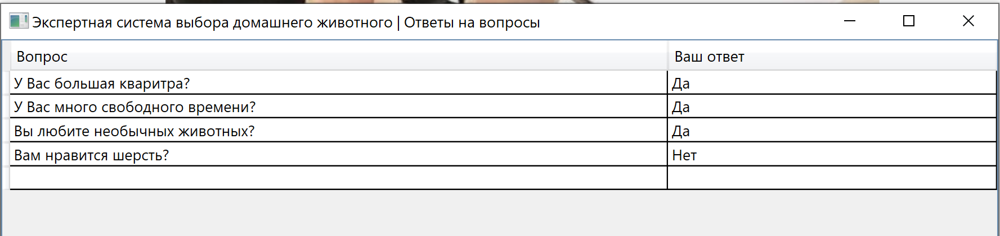 Экспертная система выбора домашнего животного | Ответы на вопросы
Вопрос Ваш ответ
У Вас большая кваритра? Да
У Вас много свободного времени? Да
Вы любите необычных животных? Да
Вам нравится шерсть? Нет